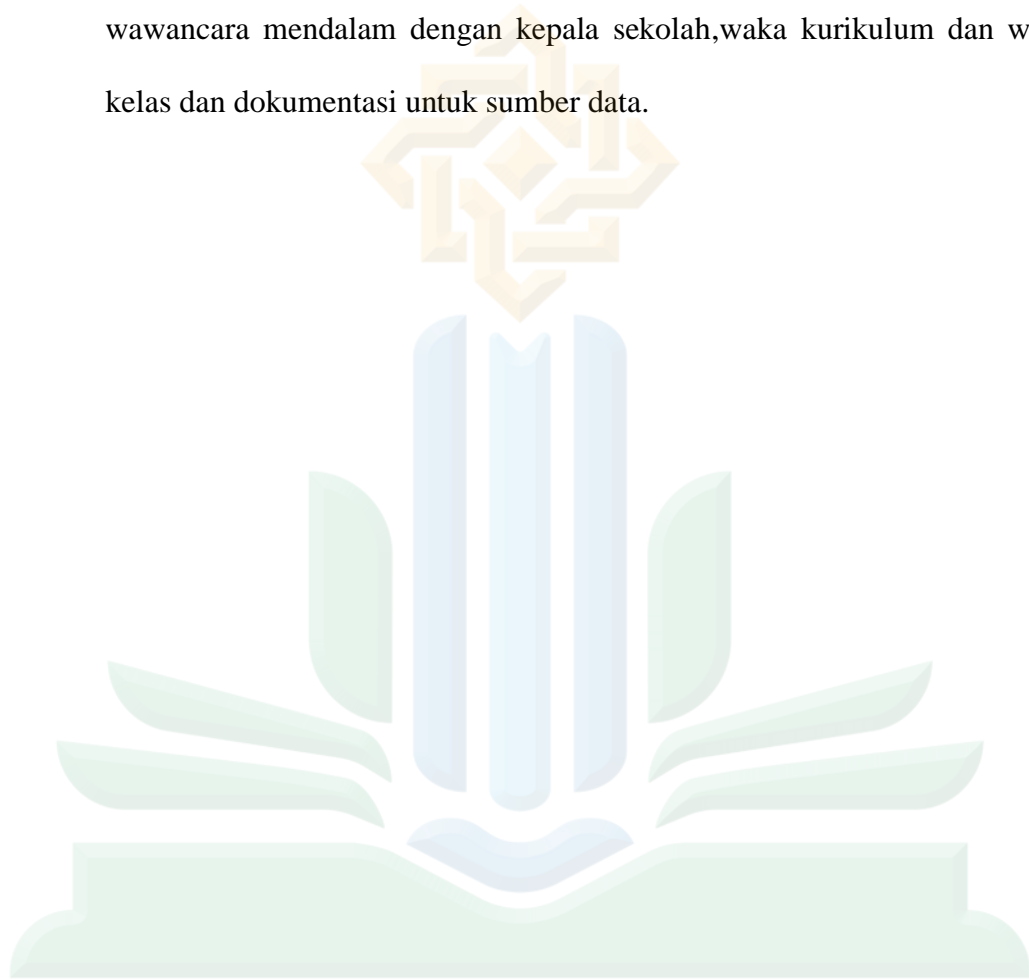 wawancara mendalam dengan kepala sekolah,waka kurikulum dan
kelas dan dokumentasi untuk sumber data.